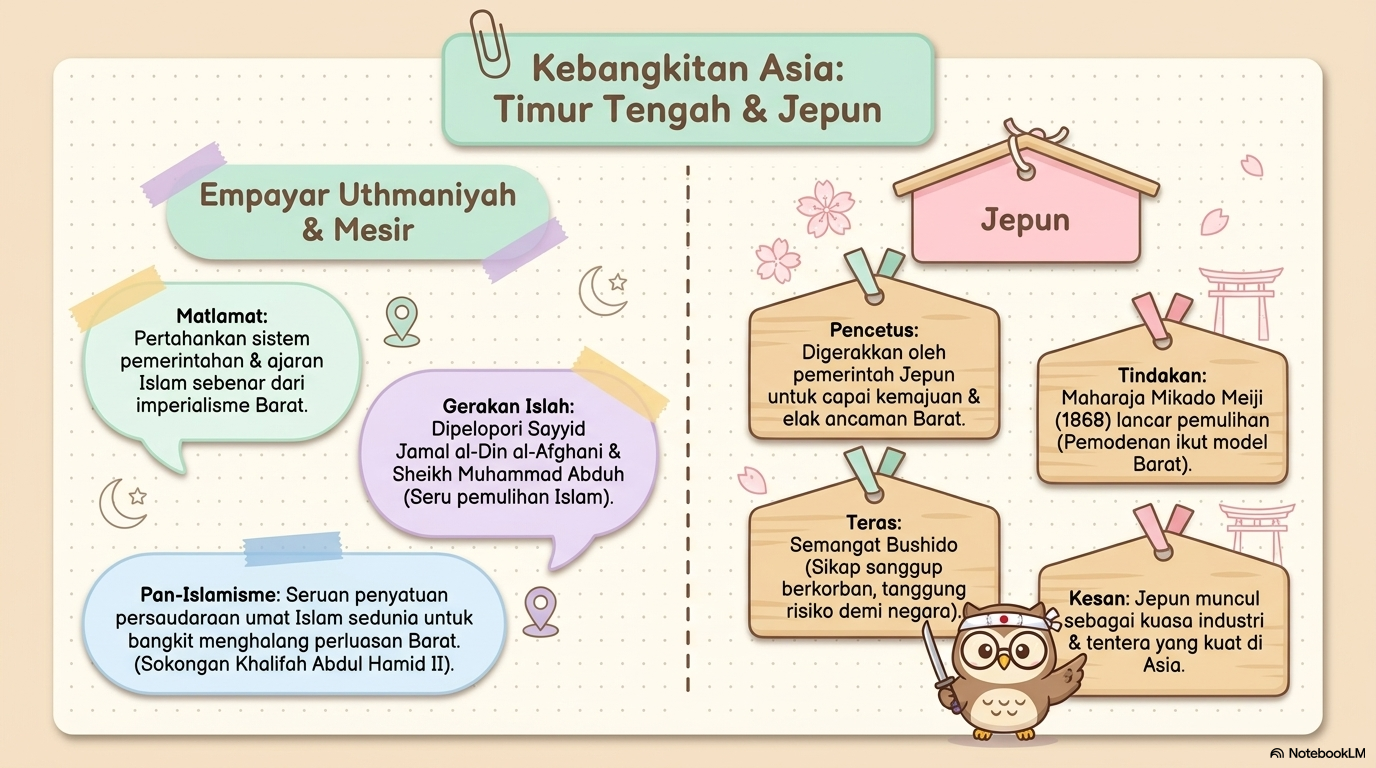 Kebangkitan Asia:
Timur Tengah & Jepun
Empayar Uthmaniyah
& Mesir
Matlamat:
Pertahankan sistem
pemerintahan & ajaran
Islam sebenar dari
imperialisme Barat.
Gerakan Islah:
Dipelopori Sayyid
Jamal al-Din al-Afghani &
Sheikh Muhammad Abduh
(Seru pemulihan Islam).
Pan-Islamisme: Seruan penyatuan
persaudaraan umat Islam sedunia untuk
bangkit menghalang perluasan Barat.
(Sokongan Khalifah Abdul Hamid II).
Jepun
Pencetus:
Digerakkan oleh
pemerintah Jepun
untuk capai kemajuan &
elak ancaman Barat.
Tindakan:
Maharaja Mikado Meiji
(1868) lancar pemulihan
(Pemodenan ikut model
Barat).
Teras:
Semangat Bushido
(Sikap sanggup
berkorban, tanggung
risiko demi negara).
Kesan: Jepun muncul
sebagai kuasa industri
& tentera yang kuat di
Asia.
NotebookLM